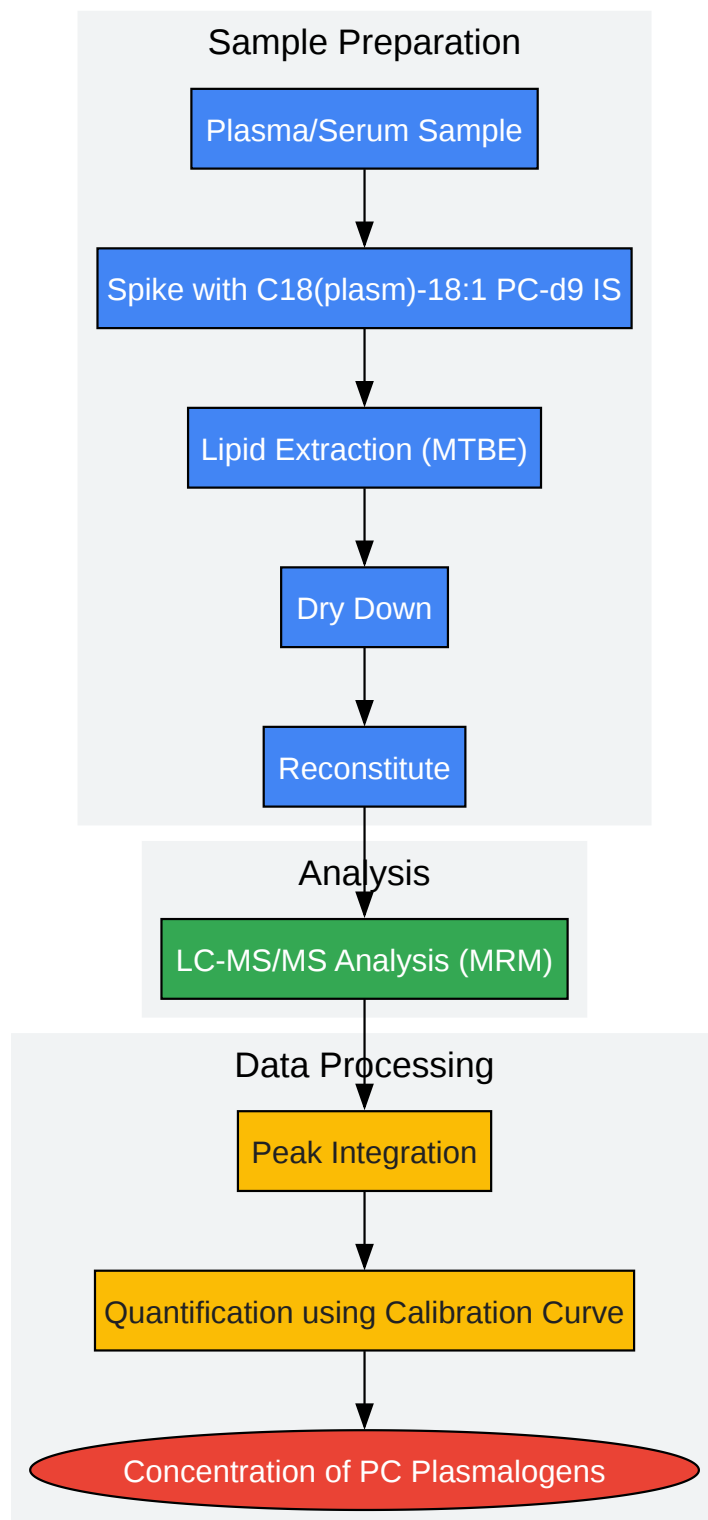 Sample Preparation
Plasma/Serum Sample
Spike with C18(plasm)-18:1 PC-d9 IS
Lipid Extraction (MTBE)
Dry Down
Reconstitute
Analysis
LC-MS/MS Analysis (MRM)
Data Processing
Peak Integration
Quantification using Calibration Curve
Concentration of PC Plasmalogens